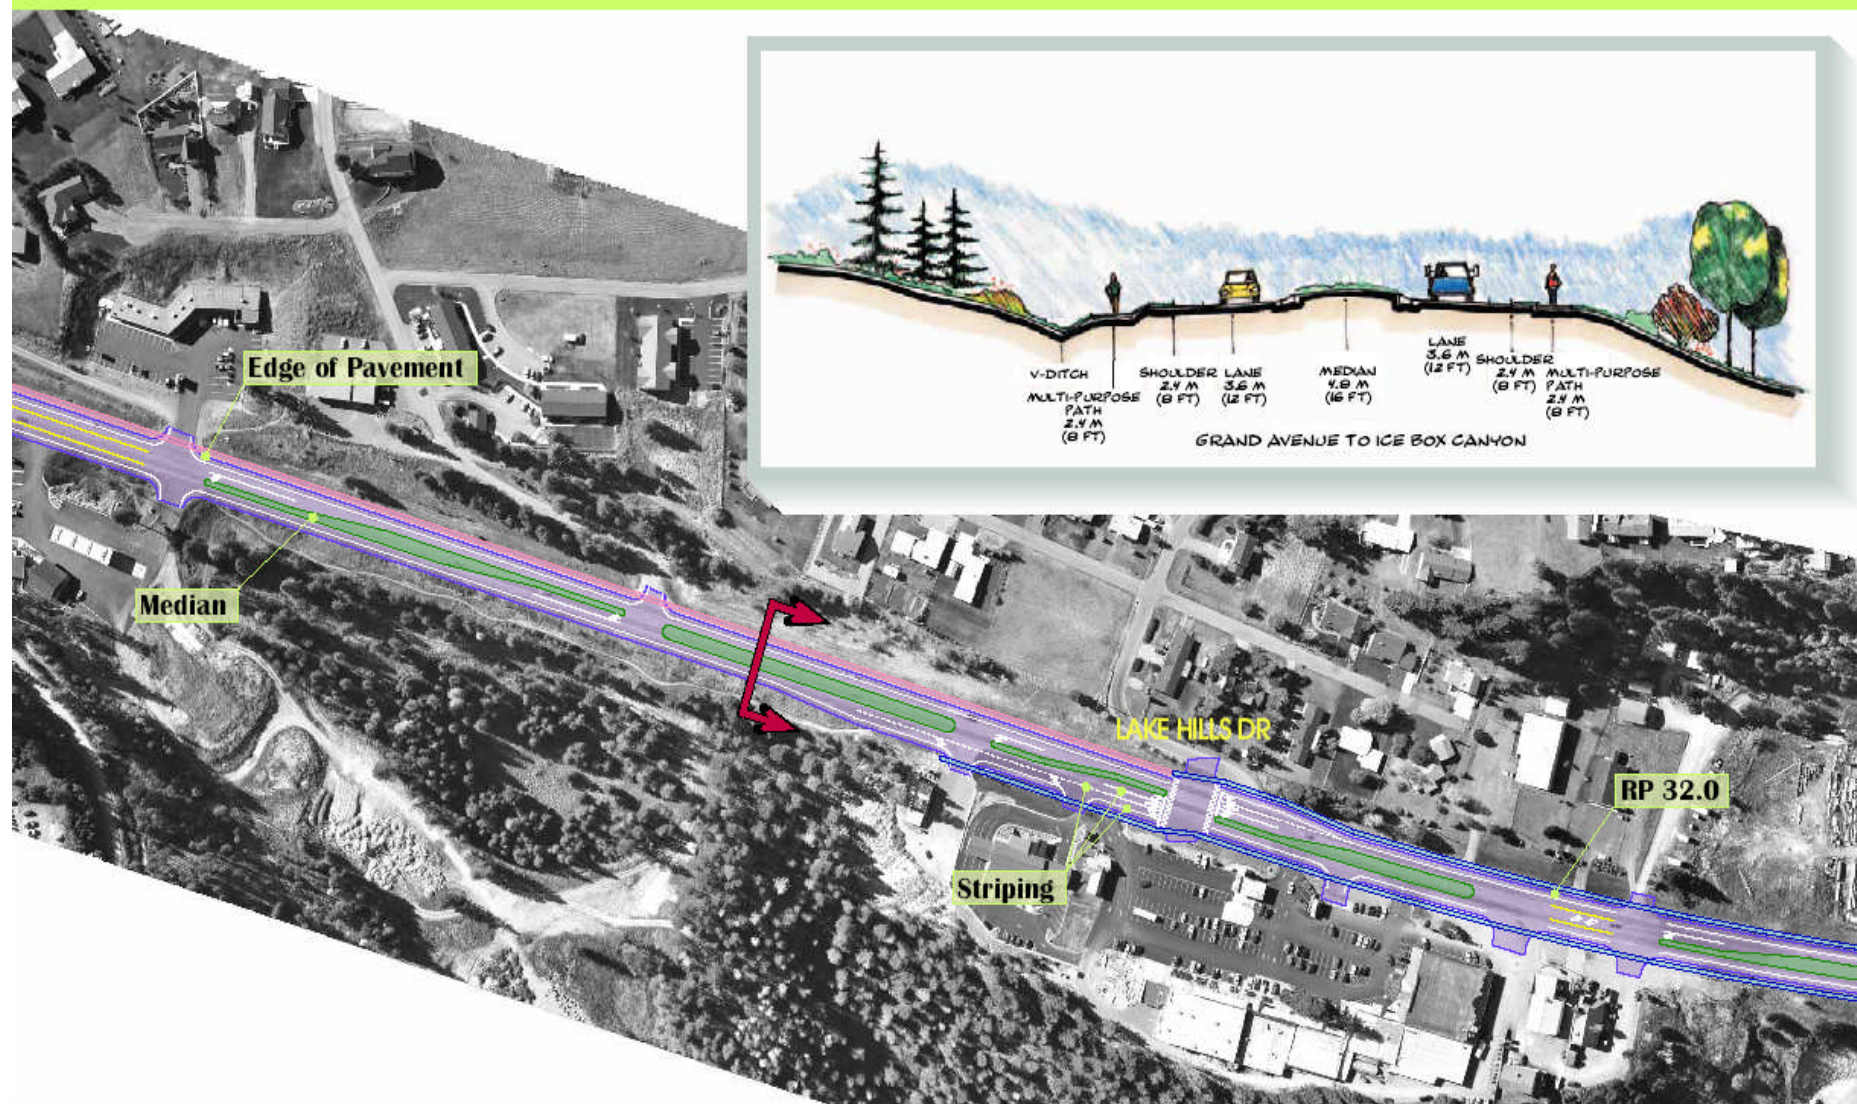 V-DITCH
MULTI-PURPOSE
PATH
2.4 M
(8 FT)
SHOULDER
2.4 M
(8 FT)
LANE
3.6 M
(12 FT)
MEDIAN
4.8 M
(16 FT)
LANE
3.6 M
(12 FT)
SHOULDER
2.4 M
(8 FT)
MULTI-PURPOSE
PATH
2.4 M
(8 FT)
GRAND AVENUE TO ICE BOX CANYON
Edge of Pavement
Median
LAKE HILLS DR
RP 32.0
Striping